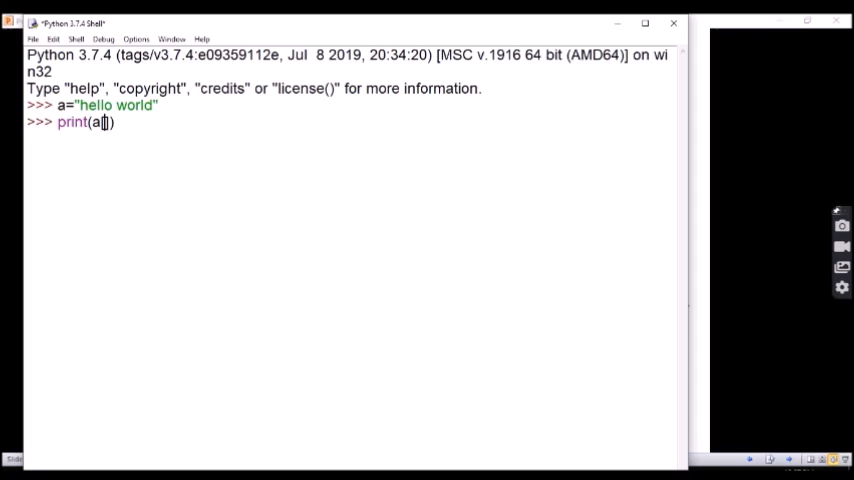 *Python 3.7.4 Shell*
File Edit Shell Debug Options Window Help
Python 3.7.4 (tags/v3.7.4:e09359112e, Jul 8 2019, 20:34:20) [MSC v.1916 64 bit (AMD64)] on wi
n32
Type "help", "copyright", "credits" or "license()" for more information.
>>> a="hello world"
>>> print(a[])
Slide